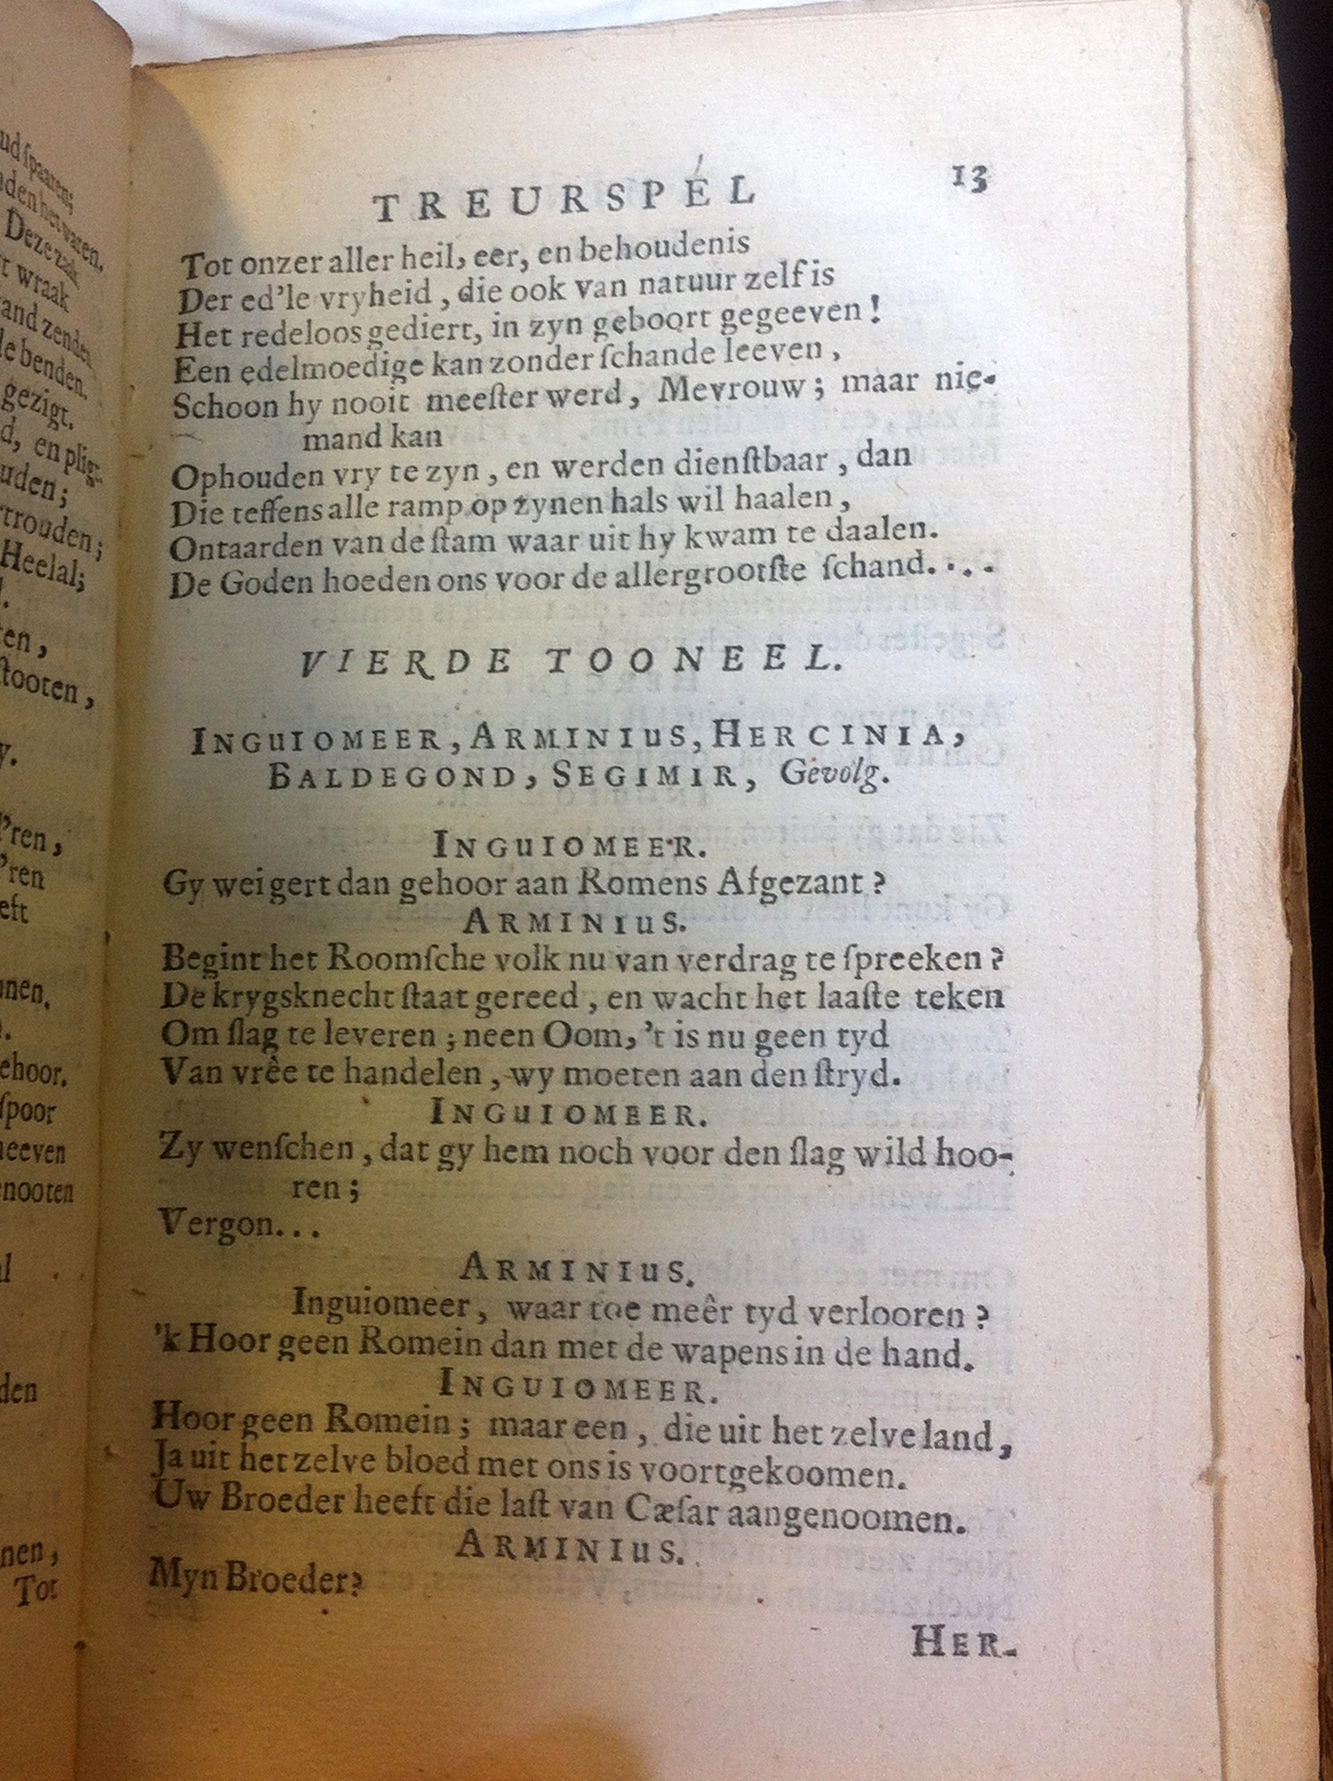 TREURSPEL 13
Tot onzer aller heil, eer, en behoudenis
Der ed'le vryheid, die ook van natuur zelf is
Het redeloos gediert, in zyn geboort gegeeven!
Een edelmoedige kan zonder ſchande leeven,
Schoon hy nooit meeſter werd, Mevrouw; maar nie-
mand kan
Ophouden vry te zyn, en werden dienſtbaar, dan
Die teffens alle ramp op zynen hals wil haalen,
Ontaarden van de ſtam waar uit hy kwam te daalen.
De Goden hoeden ons voor de allergrootſte ſchand....
VIERDE TOONEEL.
INGUIOMEER, ARMINIUS, HERCINIA,
BALDEGOND, SEGIMIR, Gevolg.
INGUIOMEER.
Gy weigert dan gehoor aan Romens Afgezant?
ARMINIUS.
Begint het Roomſche volk nu van verdrag te ſpreeken?
De krygsknecht ſtaat gereed, en wacht het laaſte teken
Om ſlag te leveren; neen Oom, 't is nu geen tyd
Van vrêe te handelen, wy moeten aan den ſtryd.
INGUIOMEER.
Zy wenſchen, dat gy hem noch voor den ſlag wild hoo-
ren;
Vergon...
ARMINIUS.
Inguiomeer, waar toe meêr tyd verlooren?
'k Hoor geen Romein dan met de wapens in de hand.
INGUIOMEER.
Hoor geen Romein; maar een, die uit het zelve land,
Ja uit het zelve bloed met ons is voortgekoomen.
Uw Broeder heeft die laſt van Cæſar aangenoomen.
ARMINIUS.
Myn Broeder?
HER-